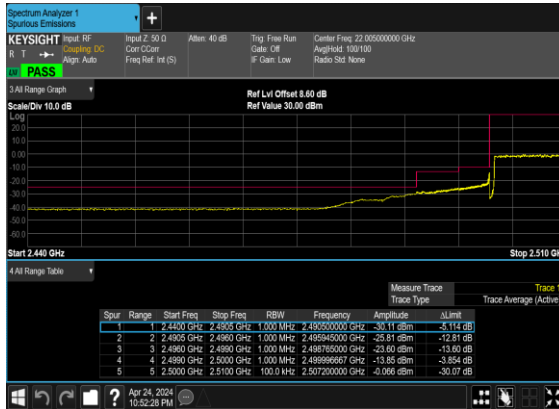 Spectrum Analyzer 1
Spurious Emissions
KEYSIGHT Input: RF Input Z: 50 Ω Atten: 40 dB Trig: Free Run Center Freq: 22.005000000 GHz
R T Coupling: DC Corr CCorr Gate: Off Avg|Hold: 100/100
Align: Auto Freq Ref: Int (S) IF Gain: Low Radio Std: None
PASS
3 All Range Graph
Ref Lvl Offset 8.60 dB
Scale/Div 10.0 dB Ref Value 30.00 dBm
Log
20.0
10.0
0.00
-10.0
-20.0
-30.0
-40.0
-50.0
-60.0
Start 2.440 GHz Stop 2.510 GH
4 All Range Table
Measure Trace Trace 1
Trace Type Trace Average (Active
Spur Range Start Freq Stop Freq RBW Frequency Amplitude ΔLimit
1 1 2.4400 GHz 2.4905 GHz 1.000 MHz 2.490500000 GHz -30.11 dBm -5.114 dB
2 2 2.4905 GHz 2.4960 GHz 1.000 MHz 2.495945000 GHz -25.81 dBm -12.81 dB
3 3 2.4960 GHz 2.4990 GHz 1.000 MHz 2.498765000 GHz -23.60 dBm -13.60 dB
4 4 2.4990 GHz 2.5000 GHz 1.000 MHz 2.499996667 GHz -13.85 dBm -3.854 dB
5 5 2.5000 GHz 2.5100 GHz 100.0 kHz 2.507200000 GHz -0.066 dBm -30.07 dB
? Apr 24, 2024
10:52:28 PM